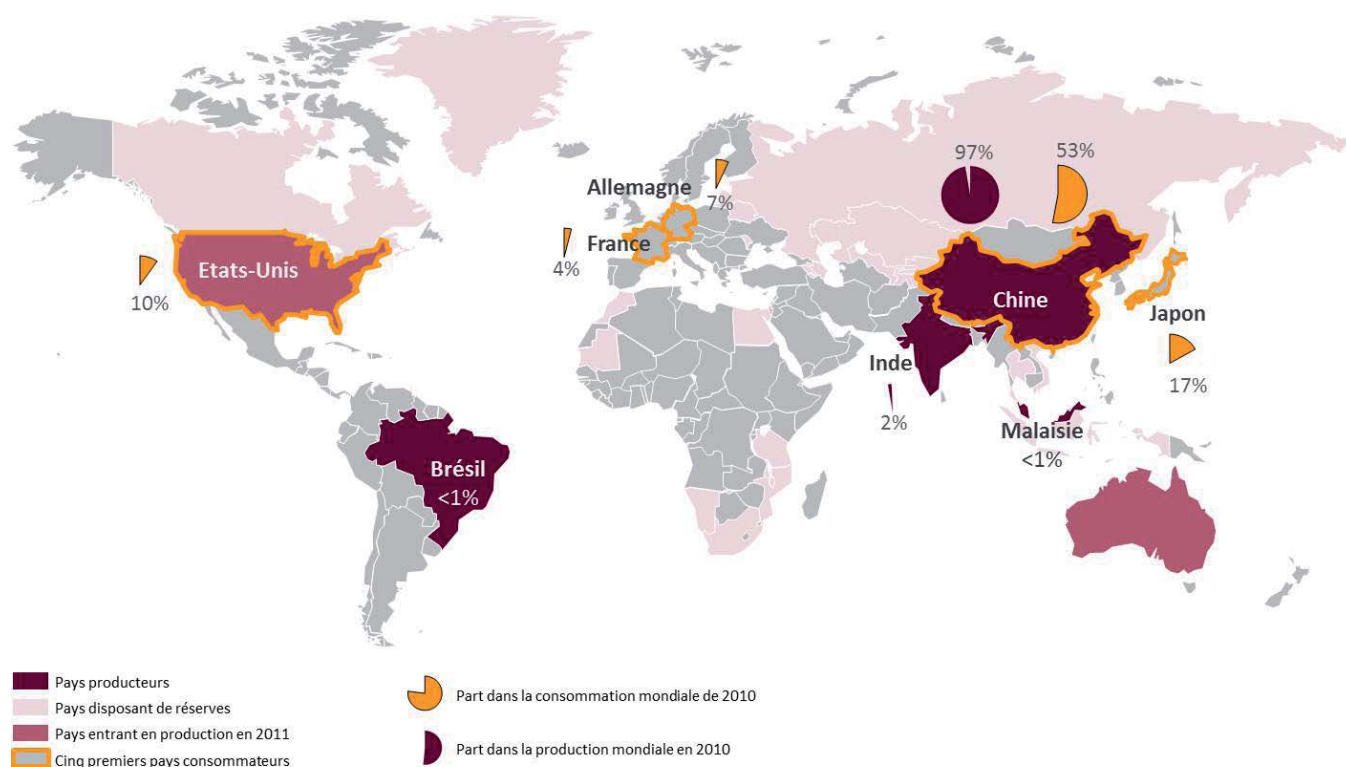 97%
53%
Allemagne
7%
France
4%
Etats-Unis
10%
Chine
Japon
17%
Inde
2%
Malaisie
<1%
Brésil
<1%
Pays producteurs
Pays disposant de réserves
Pays entrant en production en 2011
Cinq premiers pays consommateurs
Part dans la consommation mondiale de 2010
Part dans la production mondiale en 2010